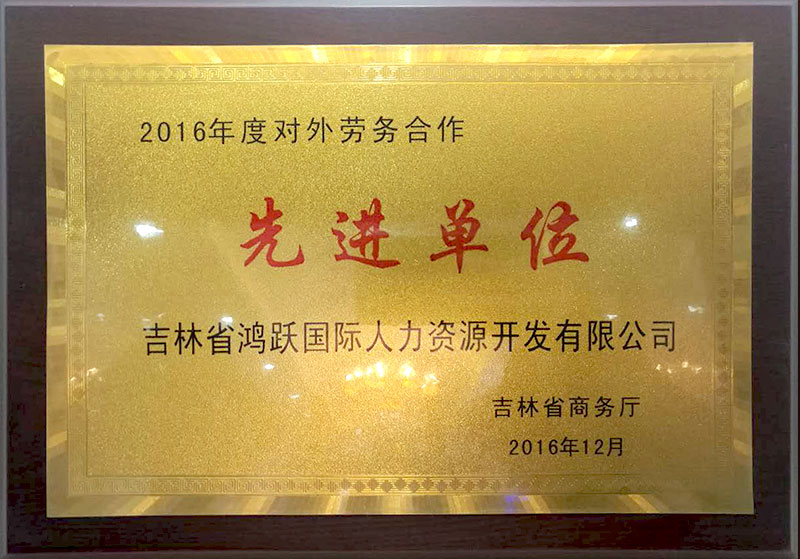 2016年度对外劳务合作
先进单位
吉林省鸿跃国际人力资源开发有限公司
吉林省商务厅
2016年12月